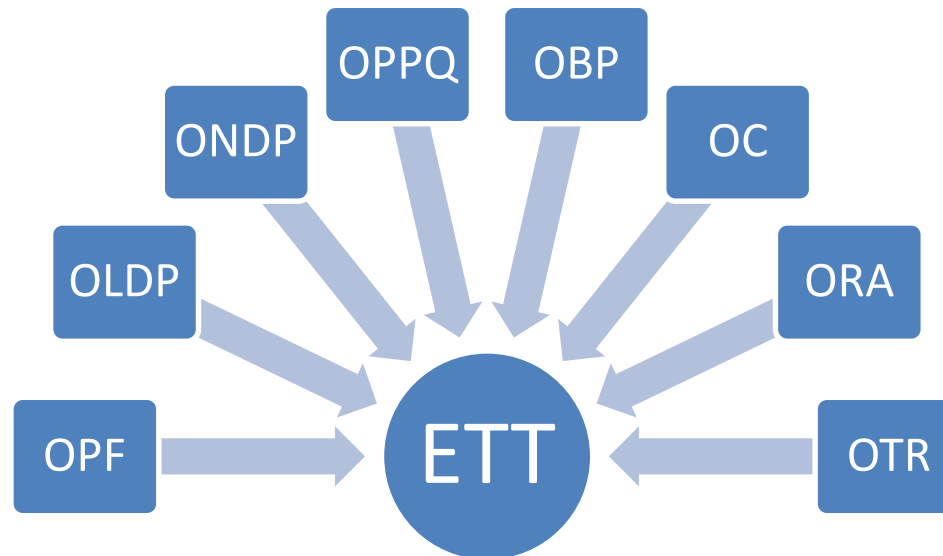 OPPQ
OBP
ONDP
OC
OLDP
ORA
OPF
ETT
OTR